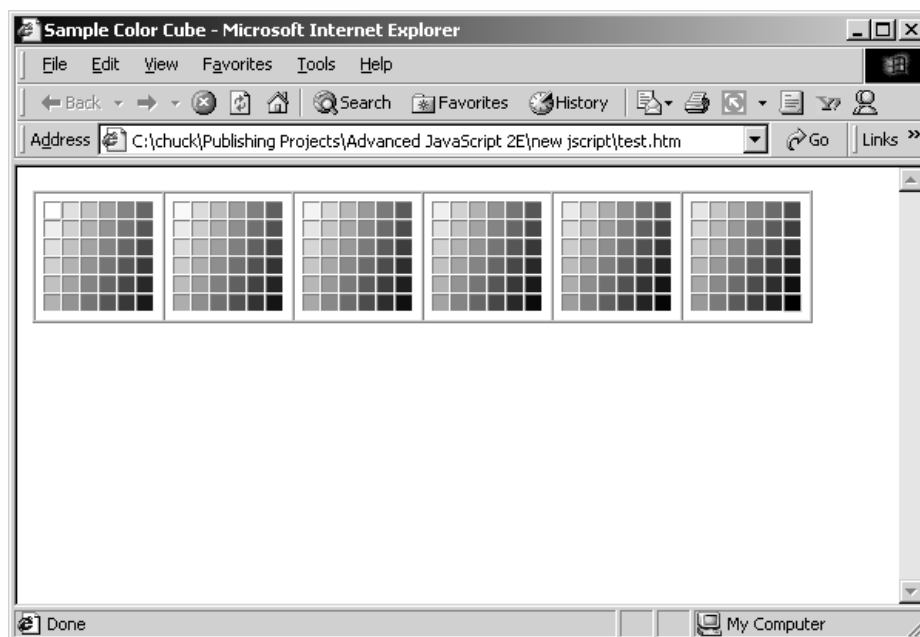 Sample Color Cube - Microsoft Internet Explorer
File Edit View Favorites Tools Help
Back Search Favorites History
Address C:\chuck\Publishing Projects\Advanced JavaScript 2E\new jscript\test.htm Go Links »
Done My Computer